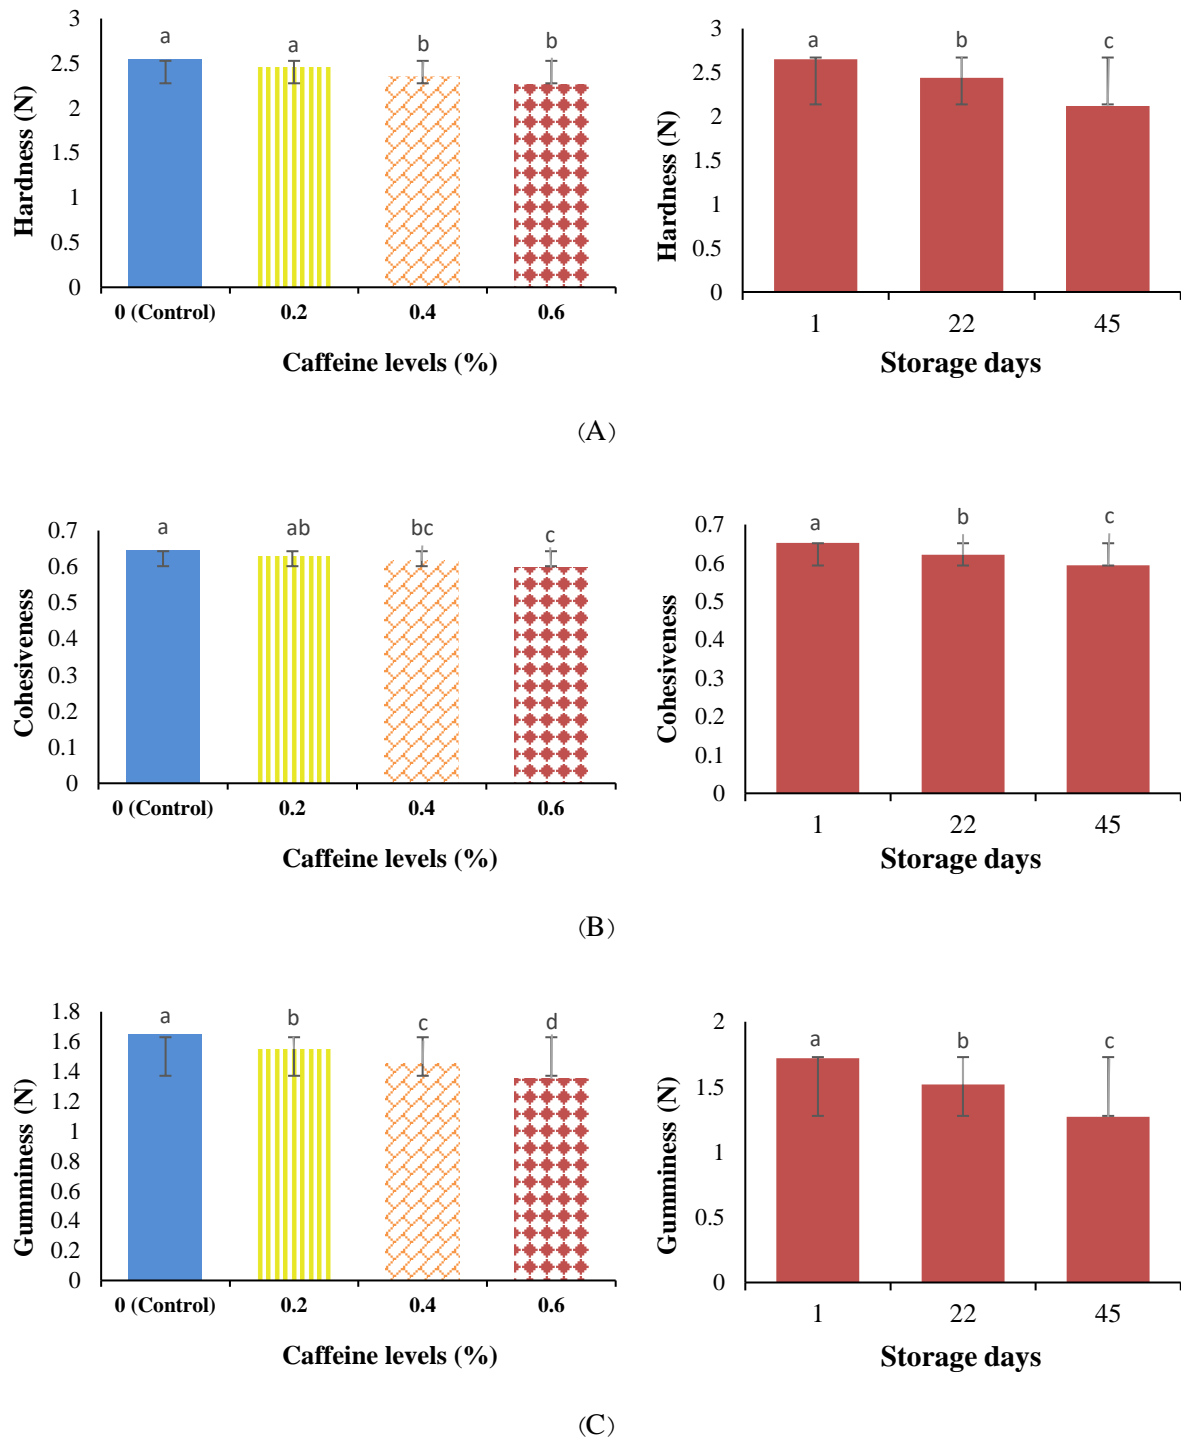 3
2.5
2
1.5
1
0.5
0
Hardness (N)
a
a
b
b
0 (Control) 0.2 0.4 0.6
Caffeine levels (%)
3
2.5
2
1.5
1
0.5
0
Hardness (N)
a
b
c
1 22 45
Storage days
(A)
0.7
0.6
0.5
0.4
0.3
0.2
0.1
0
Cohesiveness
a
ab
bc
c
0 (Control) 0.2 0.4 0.6
Caffeine levels (%)
0.7
0.6
0.5
0.4
0.3
0.2
0.1
0
Cohesiveness
a
b
c
1 22 45
Storage days
(B)
1.8
1.6
1.4
1.2
1
0.8
0.6
0.4
0.2
0
Gumminess (N)
a
b
c
d
0 (Control) 0.2 0.4 0.6
Caffeine levels (%)
2
1.5
1
0.5
0
Gumminess (N)
a
b
c
1 22 45
Storage days
(C)